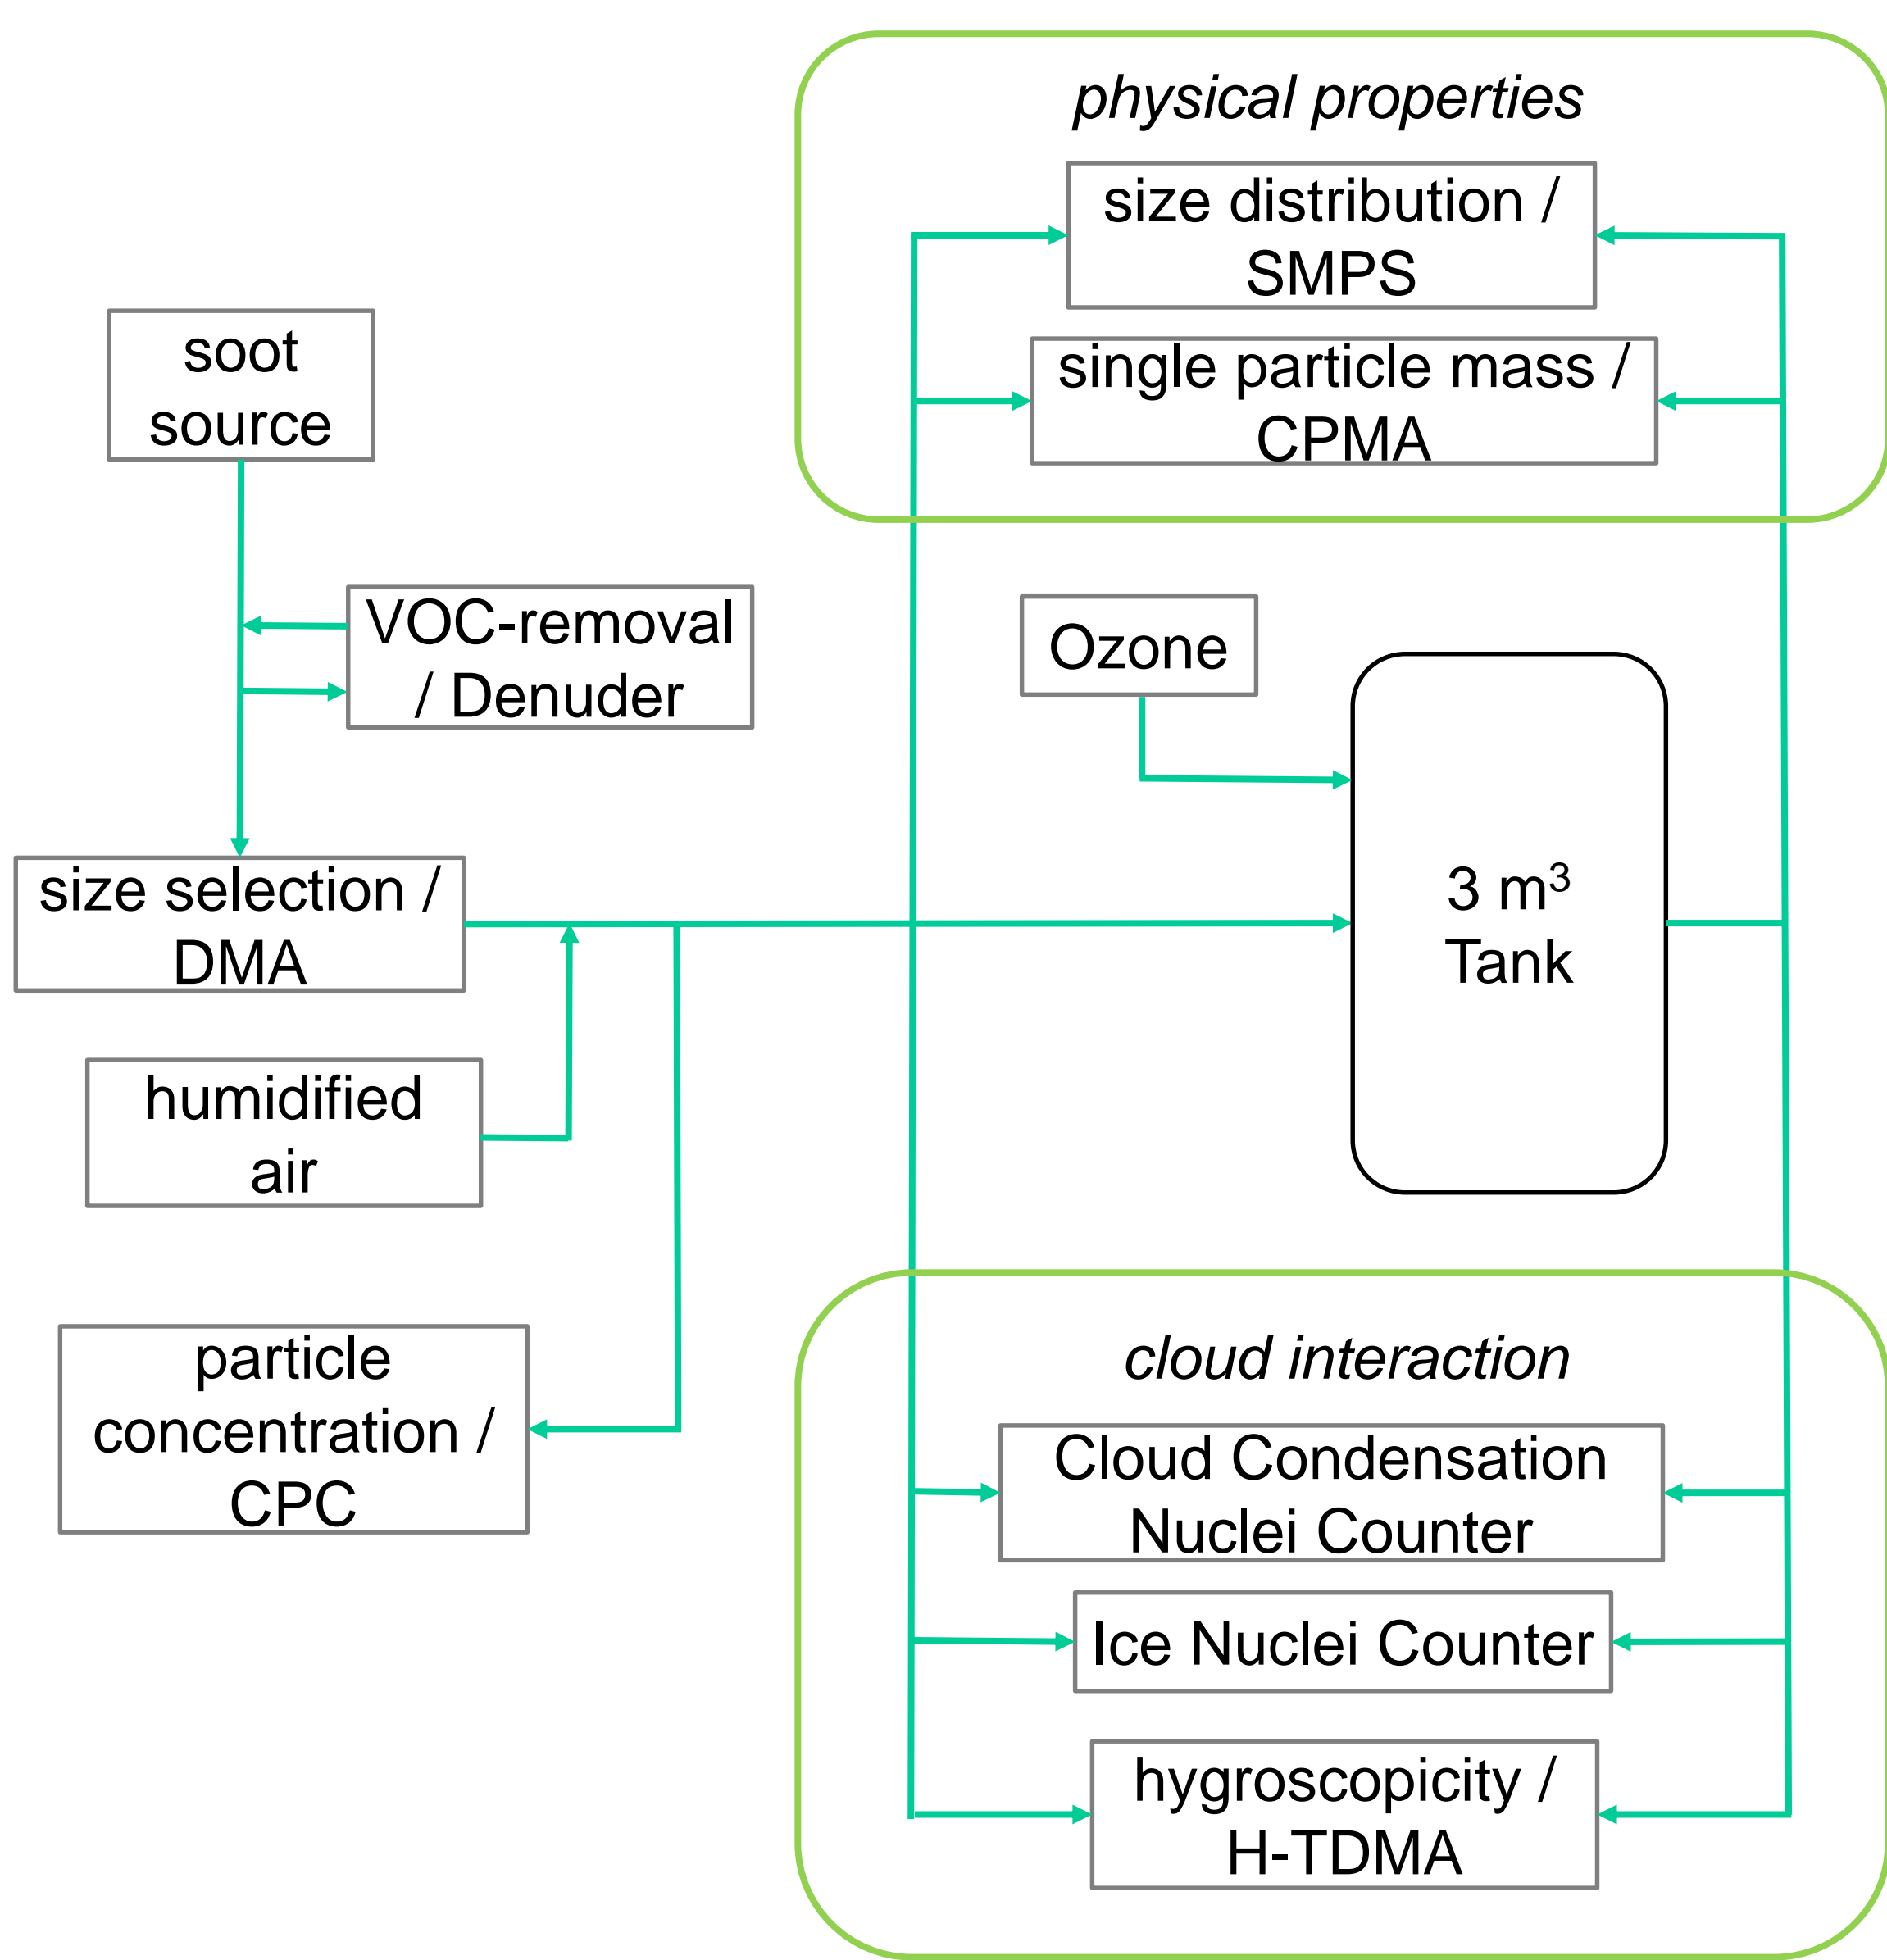 physical properties
size distribution /
SMPS
single particle mass /
CPMA
soot
source
VOC-removal
/ Denuder
Ozone
size selection /
DMA
3 m³
Tank
humidified
air
particle
concentration /
CPC
cloud interaction
Cloud Condensation
Nuclei Counter
Ice Nuclei Counter
hygroscopicity /
H-TDMA